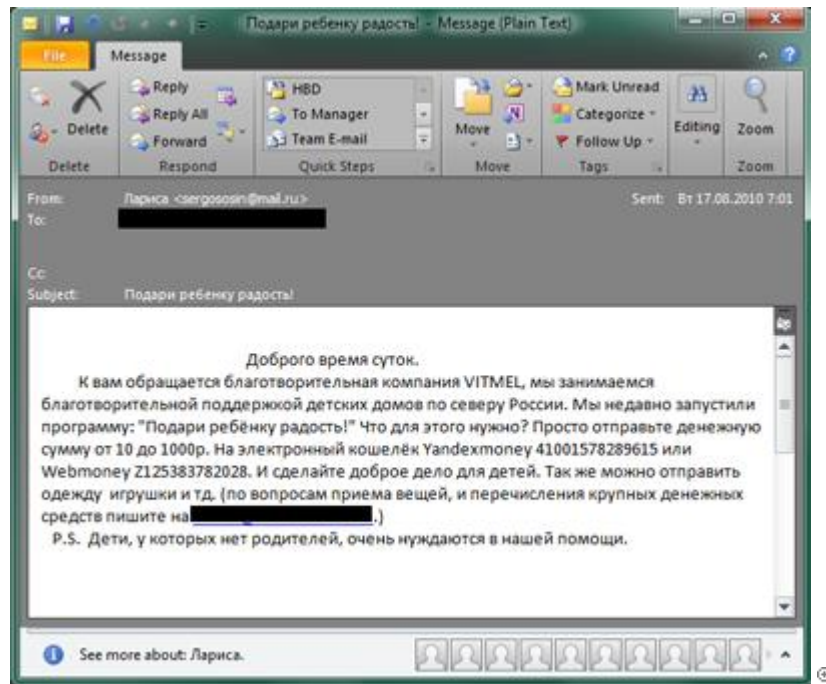 Подари ребенку радость! - Message (Plain Text)
File Message
Delete
Reply
Reply All
Forward
HBD
To Manager
Team E-mail
Move
Mark Unread
Categorize
Follow Up
Editing
Zoom
Delete Respond Quick Steps Move Tags Zoom
From: Лариса <sergososin@mail.ru> Sent: Вт 17.08.2010 7:01
To:
Cc:
Subject: Подари ребенку радость!
Доброго время суток.
К вам обращается благотворительная компания VITMEL, мы занимаемся
благотворительной поддержкой детских домов по северу России. Мы недавно запустили
программу: "Подари ребёнку радость!" Что для этого нужно? Просто отправьте денежную
сумму от 10 до 1000р. На электронный кошелёк Yandexmoney 41001578289615 или
Webmoney Z125383782028. И сделайте доброе дело для детей. Так же можно отправить
одежду игрушки и тд. (по вопросам приема вещей, и перечисления крупных денежных
средств пишите на .)
P.S. Дети, у которых нет родителей, очень нуждаются в нашей помощи.
See more about: Лариса.